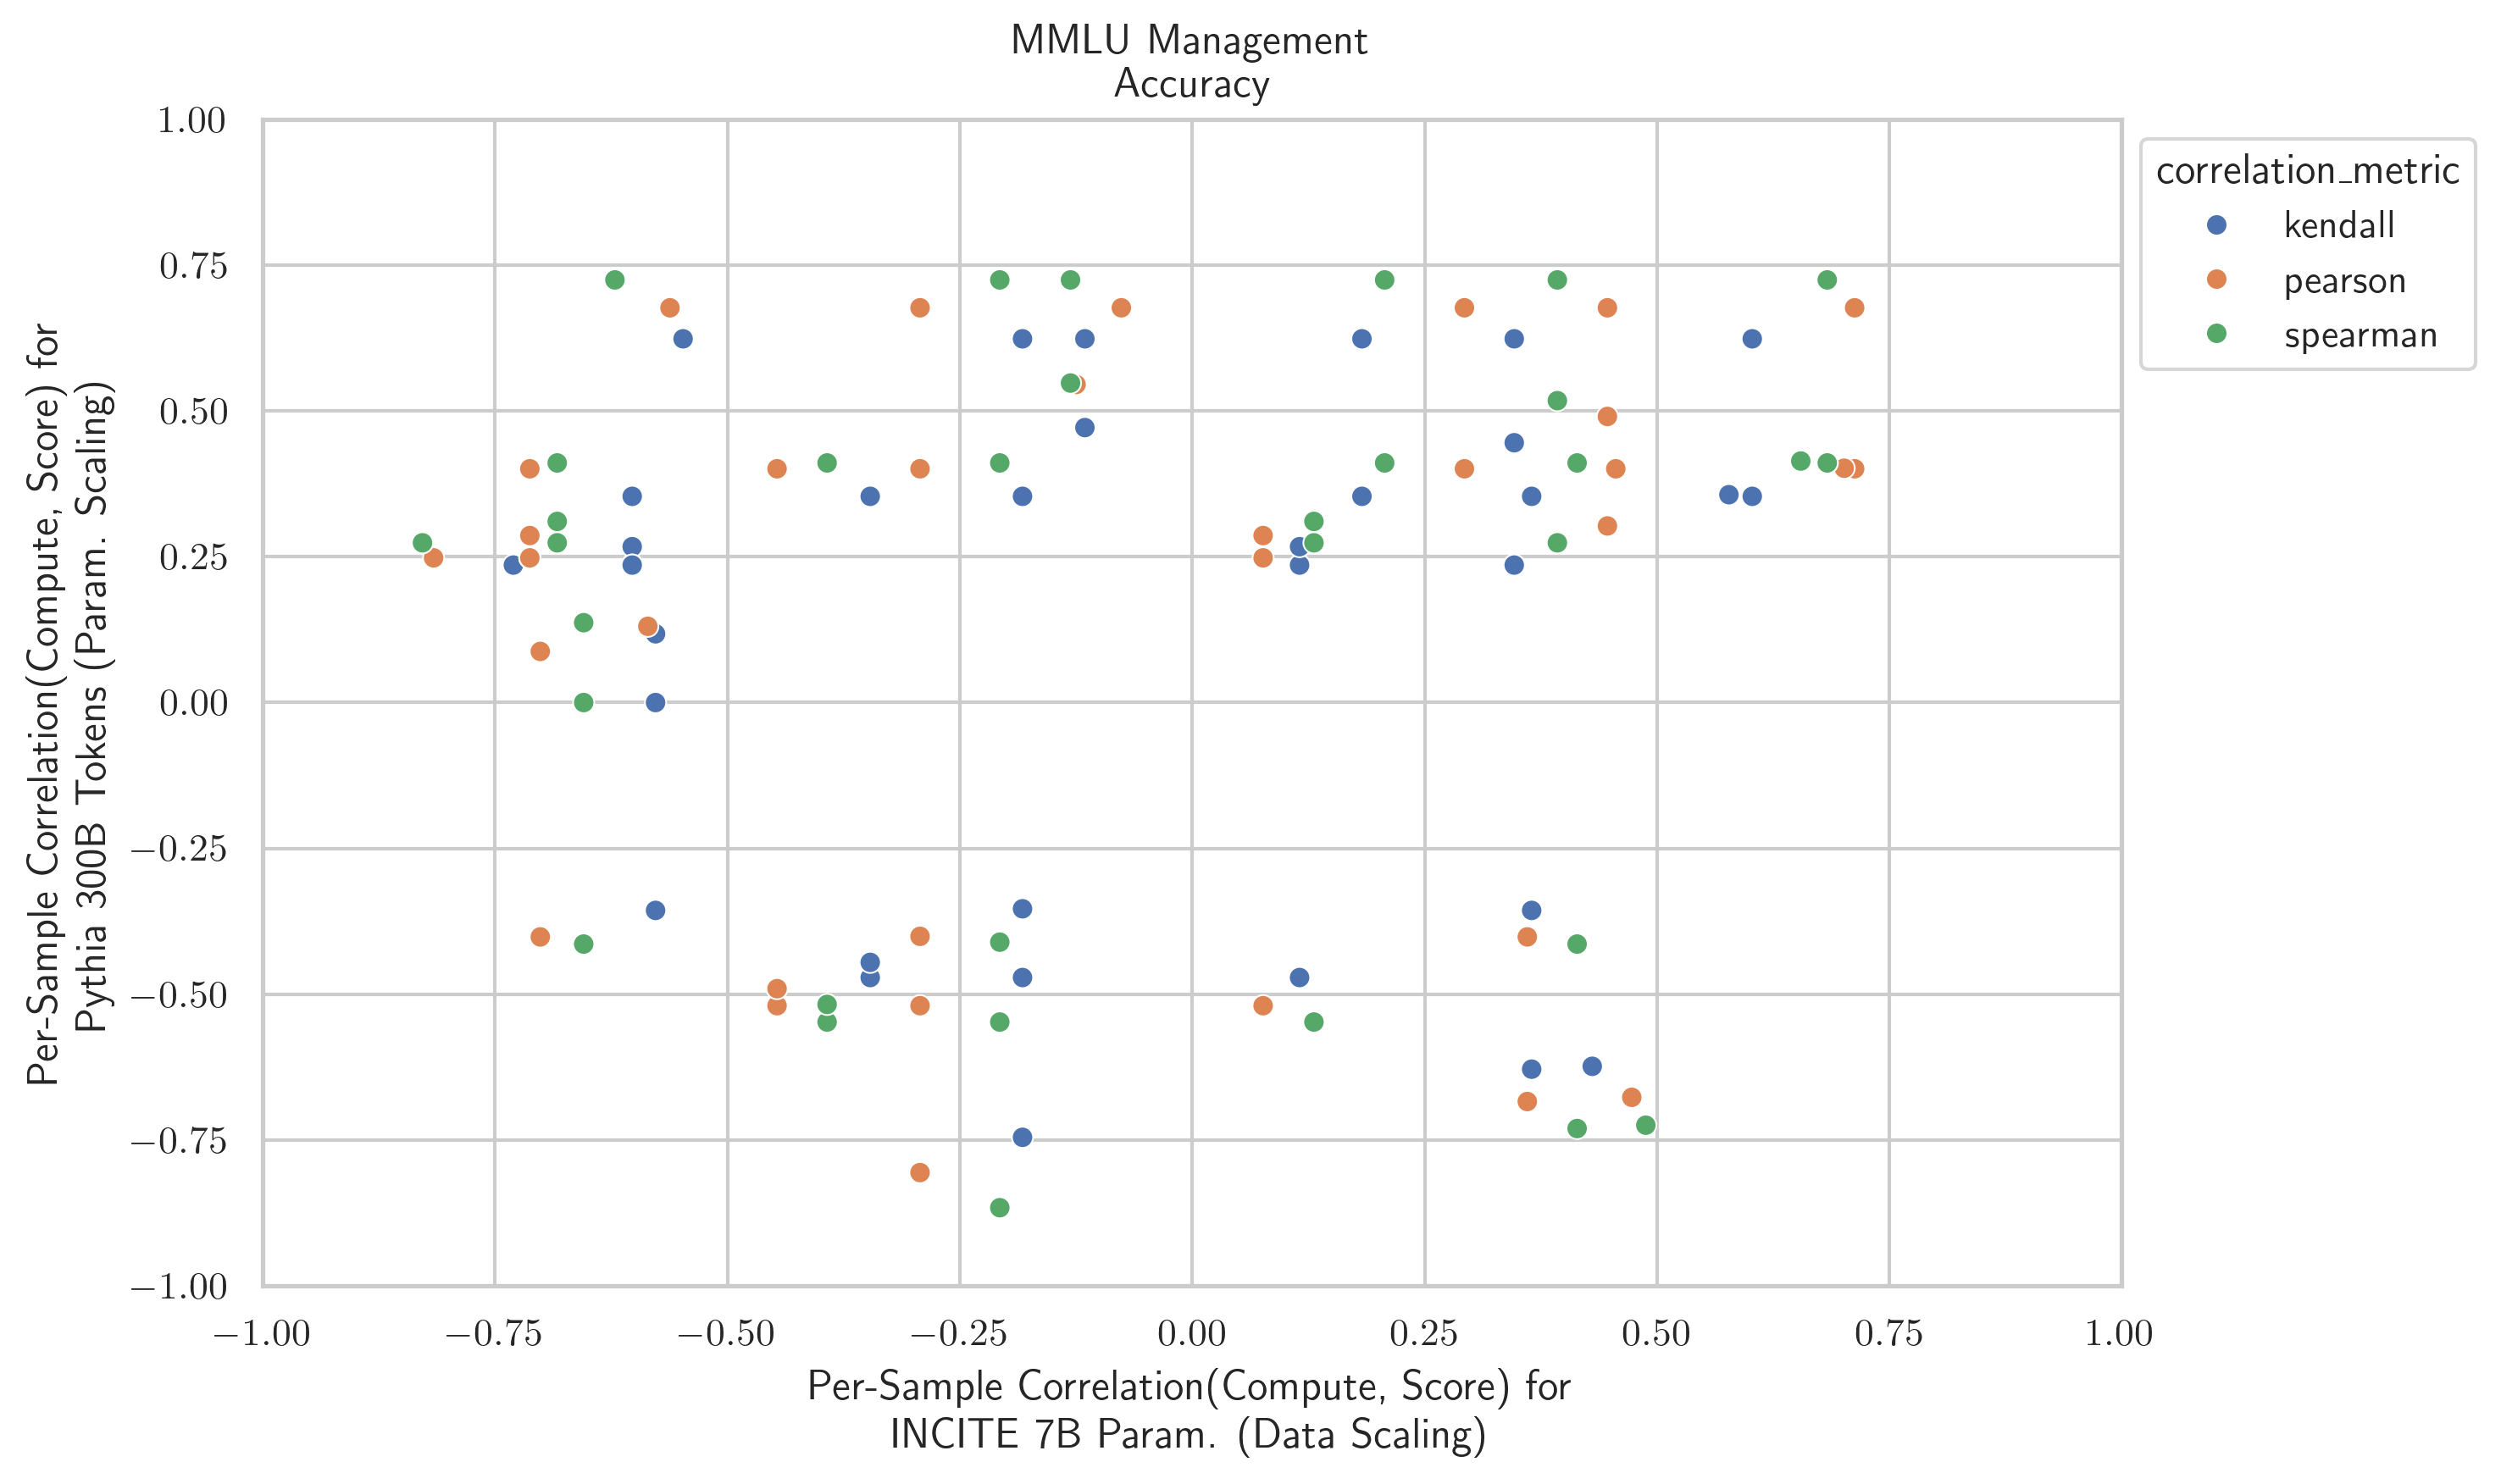 MMLU Management
Accuracy
correlation_metric
kendall
pearson
spearman
Per-Sample Correlation(Compute, Score) for
Pythia 300B Tokens (Param. Scaling)
1.00
0.75
0.50
0.25
0.00
−0.25
−0.50
−0.75
−1.00
−1.00
−0.75
−0.50
−0.25
0.00
0.25
0.50
0.75
1.00
Per-Sample Correlation(Compute, Score) for
INCITE 7B Param. (Data Scaling)